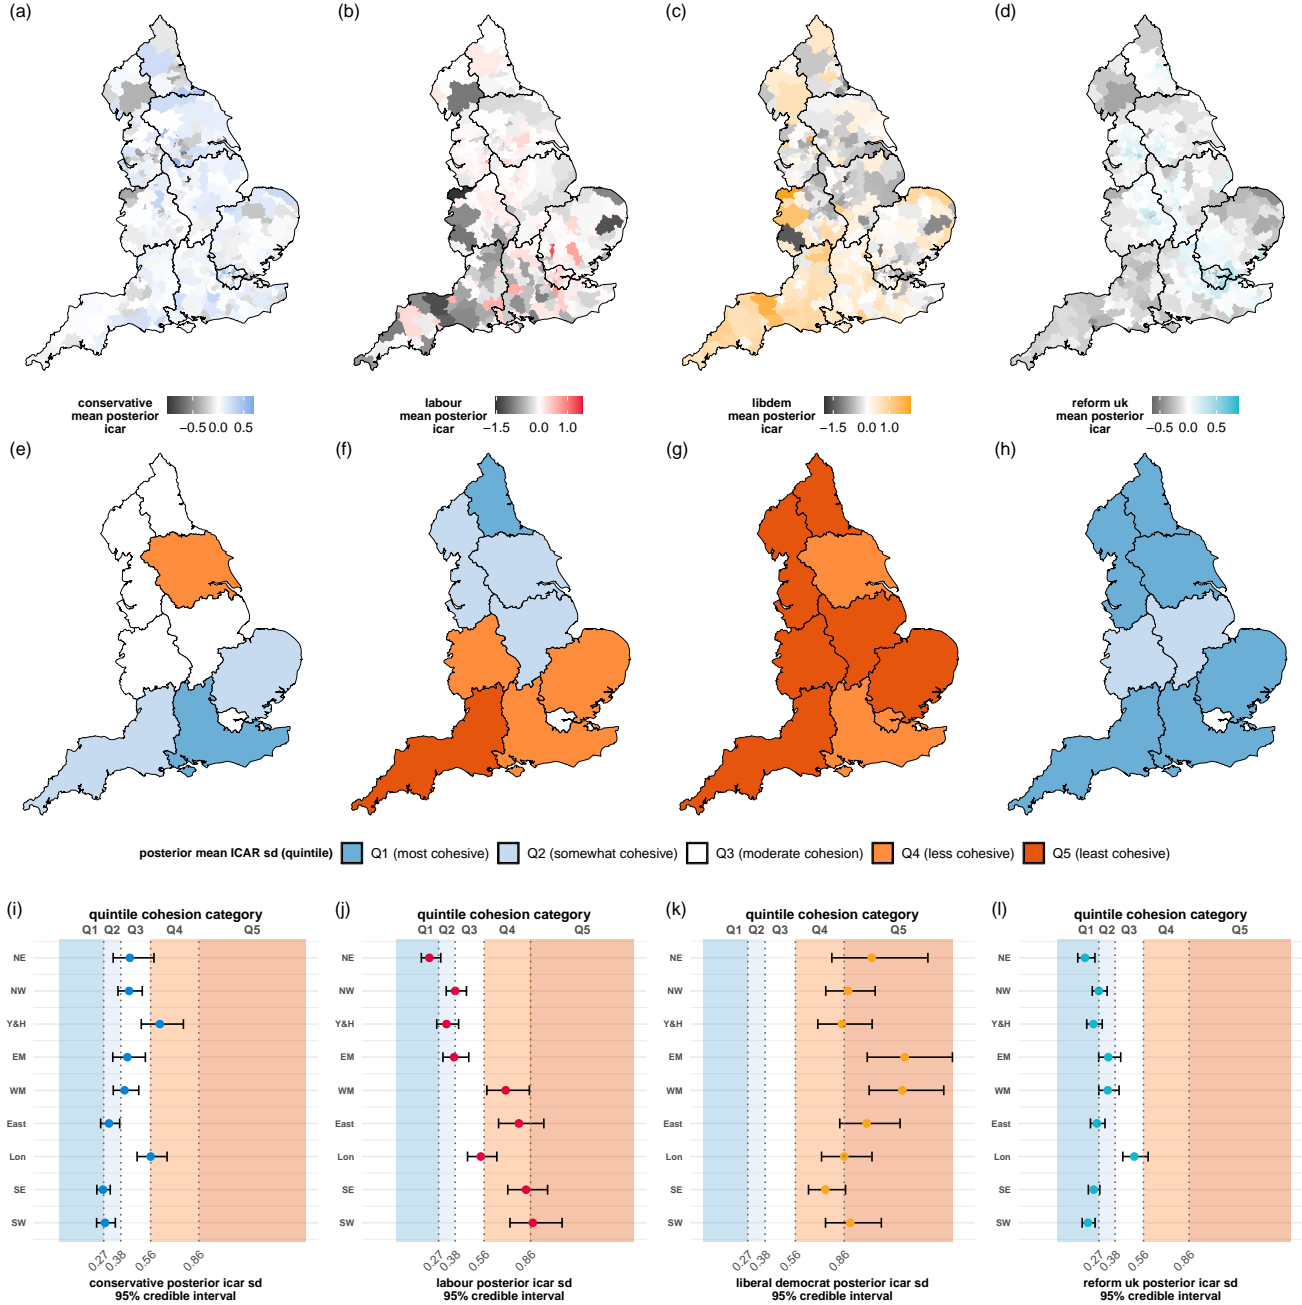 (a)
(b)
(c)
(d)
conservative
mean posterior
icar
−0.5 0.0 0.5
labour
mean posterior
icar
−1.5 0.0 1.0
libdem
mean posterior
icar
−1.5 0.0 1.0
reform uk
mean posterior
icar
−0.5 0.0 0.5
(e)
(f)
(g)
(h)
posterior mean ICAR sd (quintile) Q1 (most cohesive) Q2 (somewhat cohesive) Q3 (moderate cohesion) Q4 (less cohesive) Q5 (least cohesive)
(i)
quintile cohesion category
Q1 Q2 Q3 Q4 Q5
NE
NW
Y&H
EM
WM
East
Lon
SE
SW
0.27 0.38 0.56 0.86
conservative posterior icar sd
95% credible interval
(j)
quintile cohesion category
Q1 Q2 Q3 Q4 Q5
NE
NW
Y&H
EM
WM
East
Lon
SE
SW
0.27 0.38 0.56 0.86
labour posterior icar sd
95% credible interval
(k)
quintile cohesion category
Q1 Q2 Q3 Q4 Q5
NE
NW
Y&H
EM
WM
East
Lon
SE
SW
0.27 0.38 0.56 0.86
liberal democrat posterior icar sd
95% credible interval
(l)
quintile cohesion category
Q1 Q2 Q3 Q4 Q5
NE
NW
Y&H
EM
WM
East
Lon
SE
SW
0.27 0.38 0.56 0.86
reform uk posterior icar sd
95% credible interval